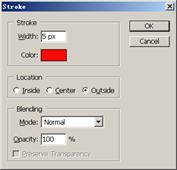 Stroke
Stroke
Width: 5 px
OK
Color:
Cancel
Location
Inside Center Outside
Blending
Mode: Normal
Opacity: 100 %
Preserve Transparency